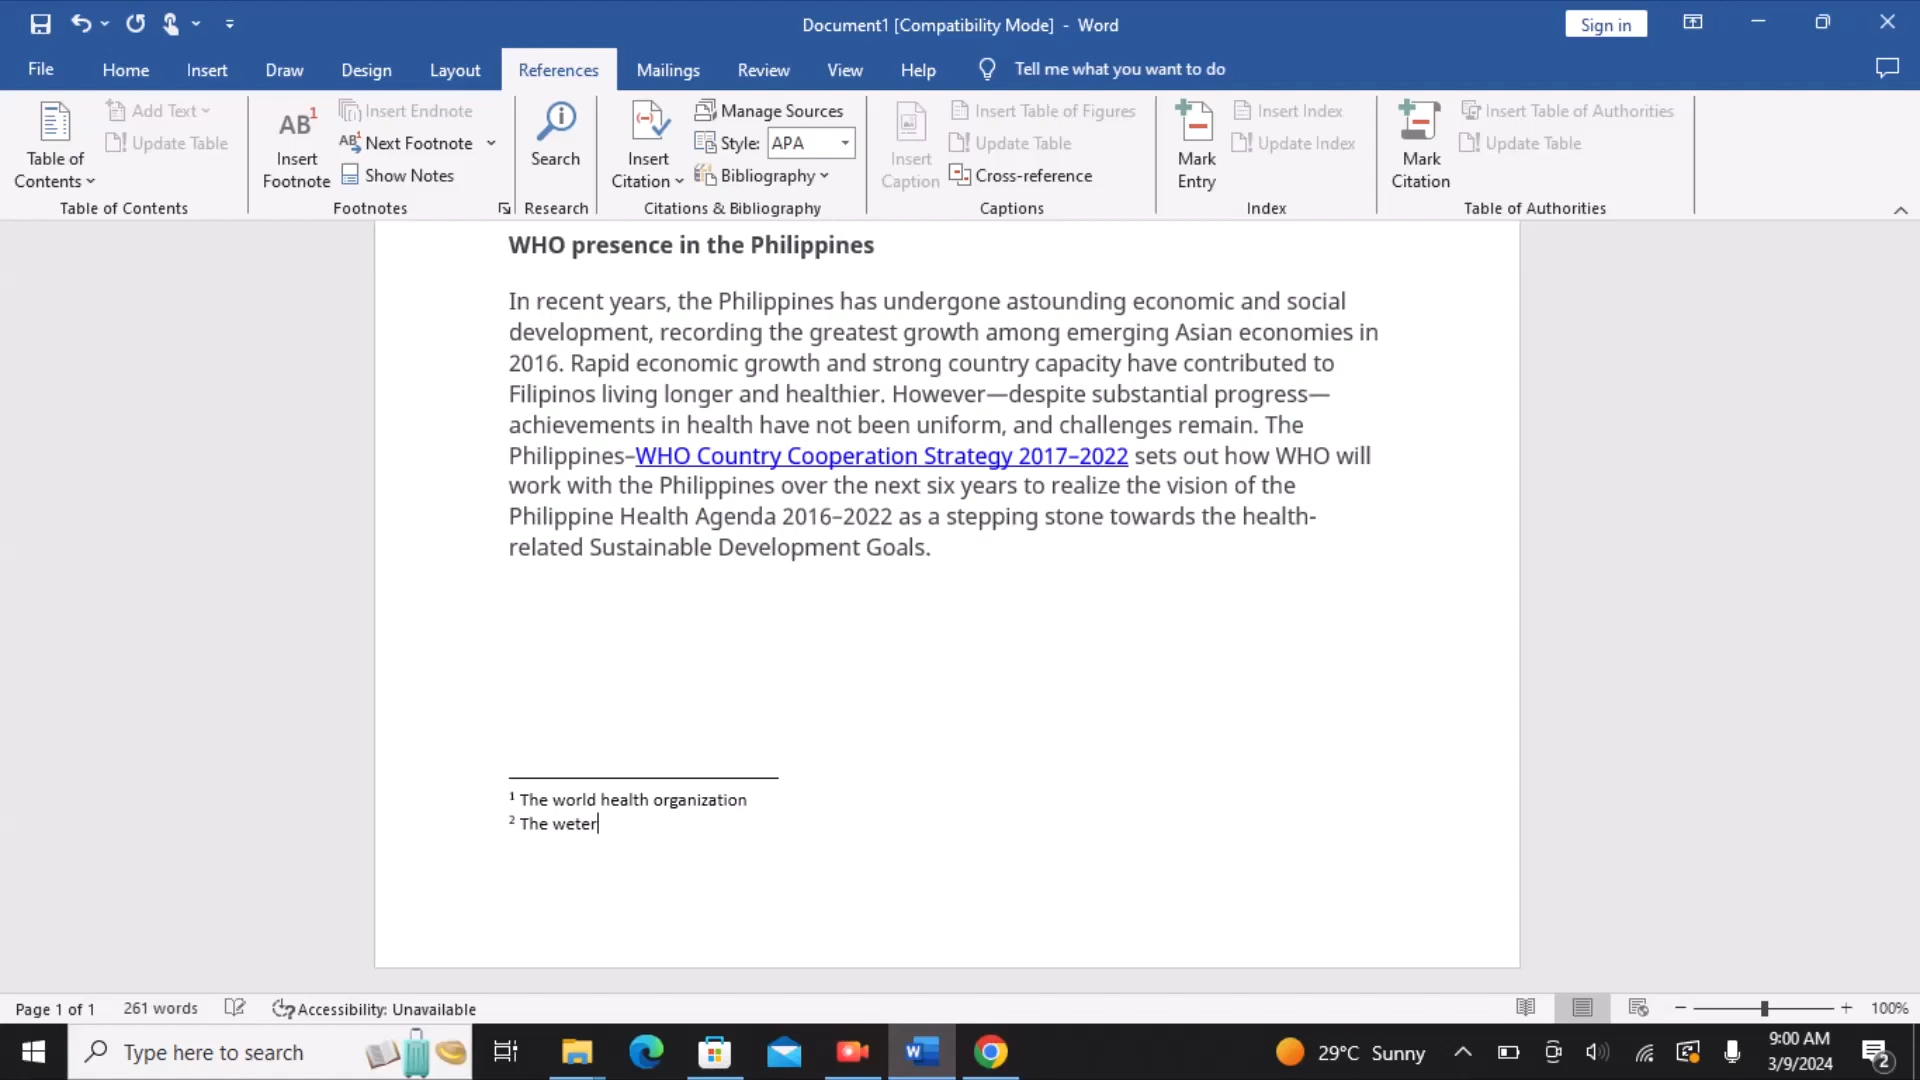 Document1 [Compatibility Mode] - Word
Sign in
File Home Insert Draw Design Layout References Mailings Review View Help Tell me what you want to do
Table of Contents
Add Text
Update Table
Table of Contents
AB1
Insert Footnote
Insert Endnote
AB1 Next Footnote
Show Notes
Footnotes
Search
Research
Insert Citation
Manage Sources
Style: APA
Bibliography
Citations & Bibliography
Insert Caption
Insert Table of Figures
Update Table
Cross-reference
Captions
Mark Entry
Insert Index
Update Index
Index
Mark Citation
Insert Table of Authorities
Update Table
Table of Authorities
WHO presence in the Philippines
In recent years, the Philippines has undergone astounding economic and social
development, recording the greatest growth among emerging Asian economies in
2016. Rapid economic growth and strong country capacity have contributed to
Filipinos living longer and healthier. However—despite substantial progress—
achievements in health have not been uniform, and challenges remain. The
Philippines–WHO Country Cooperation Strategy 2017–2022 sets out how WHO will
work with the Philippines over the next six years to realize the vision of the
Philippine Health Agenda 2016–2022 as a stepping stone towards the health-
related Sustainable Development Goals.
1 The world health organization
2 The weter
Page 1 of 1 261 words Accessibility: Unavailable 100%
Type here to search
29°C Sunny
9:00 AM
3/9/2024
2